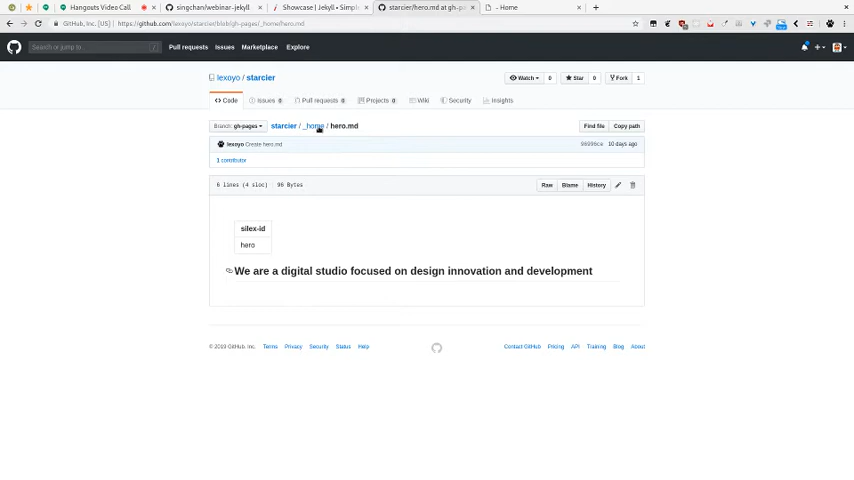 Hangouts Video Call
singchan/webinar-jekyll
Showcase | Jekyll • Simple
starcier/hero.md at gh-pa
- Home
GitHub, Inc. [US] | https://github.com/lexoyo/starcier/blob/gh-pages/_home/hero.md
Search or jump to... /
Pull requests Issues Marketplace Explore
lexoyo / starcier
Watch 0 Star 0 Fork 1
Code Issues 0 Pull requests 0 Projects 0 Wiki Security Insights
Branch: gh-pages starcier / _home / hero.md Find file Copy path
lexoyo Create hero.md 10 days ago
1 contributor
6 lines (4 sloc) 96 Bytes Raw Blame History
silex-id
hero
We are a digital studio focused on design innovation and development
© 2019 GitHub, Inc. Terms Privacy Security Status Help Contact GitHub Pricing API Training Blog About